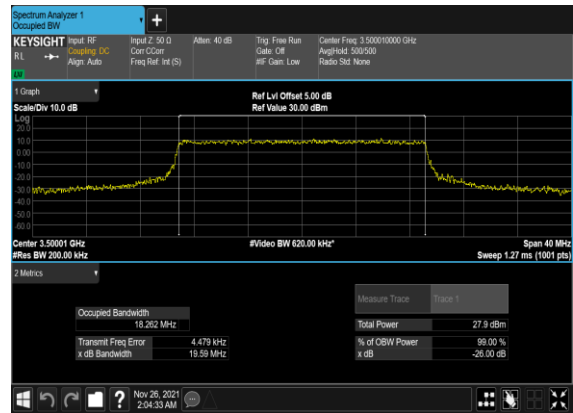 Spectrum Analyzer 1
Occupied BW
+
KEYSIGHT Input: RF Input Z: 50 Ω Atten: 40 dB Trig: Free Run Center Freq: 3.500010000 GHz
RL Coupling: DC Corr CCorr Gate: Off Avg|Hold: 500/500
Align: Auto Freq Ref: Int (S) #IF Gain: Low Radio Std: None
1 Graph
Scale/Div 10.0 dB Ref Lvl Offset 5.00 dB
Ref Value 30.00 dBm
Log
20.0
10.0
0.00
-10.0
-20.0
-30.0
-40.0
-50.0
-60.0
Center 3.50001 GHz #Video BW 620.00 kHz* Span 40 MHz
#Res BW 200.00 kHz Sweep 1.27 ms (1001 pts)
2 Metrics
Measure Trace Trace 1
Occupied Bandwidth
18.262 MHz Total Power 27.9 dBm
Transmit Freq Error 4.479 kHz % of OBW Power 99.00 %
x dB Bandwidth 19.59 MHz x dB -26.00 dB
? Nov 26, 2021
2:04:33 AM